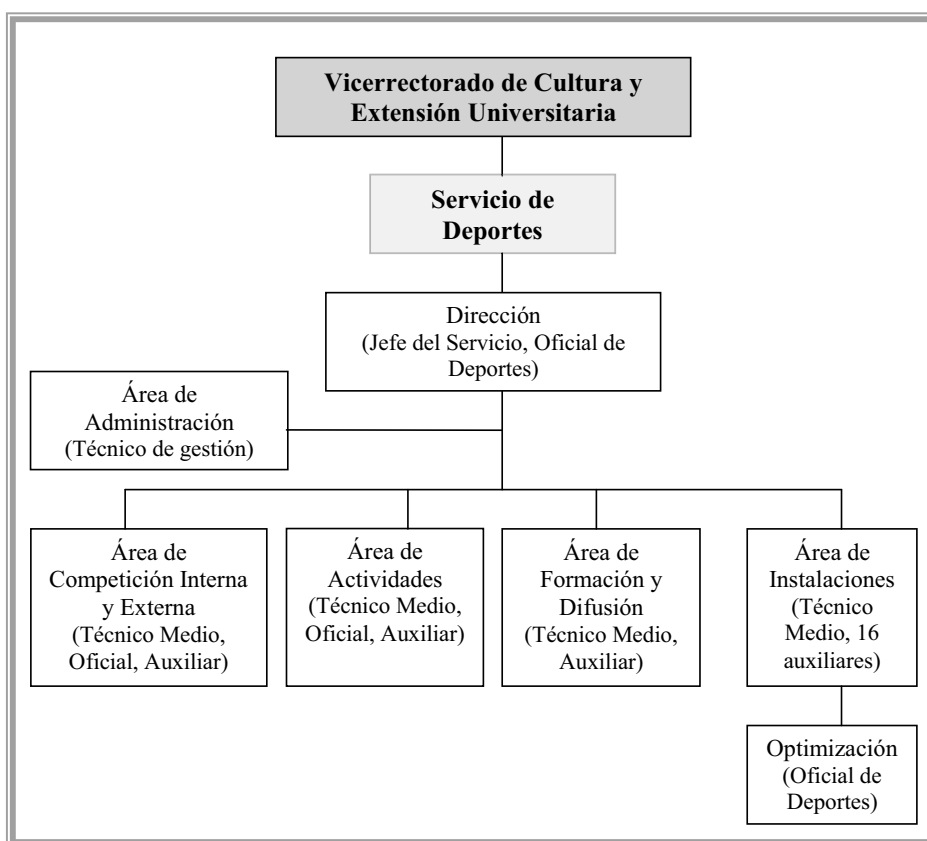 Vicerrectorado de Cultura y
Extensión Universitaria
Servicio de
Deportes
Dirección
(Jefe del Servicio, Oficial de
Deportes)
Área de
Administración
(Técnico de gestión)
Área de
Competición Interna
y Externa
(Técnico Medio,
Oficial, Auxiliar)
Área de
Actividades
(Técnico Medio,
Oficial, Auxiliar)
Área de
Formación y
Difusión
(Técnico Medio,
Auxiliar)
Área de
Instalaciones
(Técnico
Medio, 16
auxiliares)
Optimización
(Oficial de
Deportes)